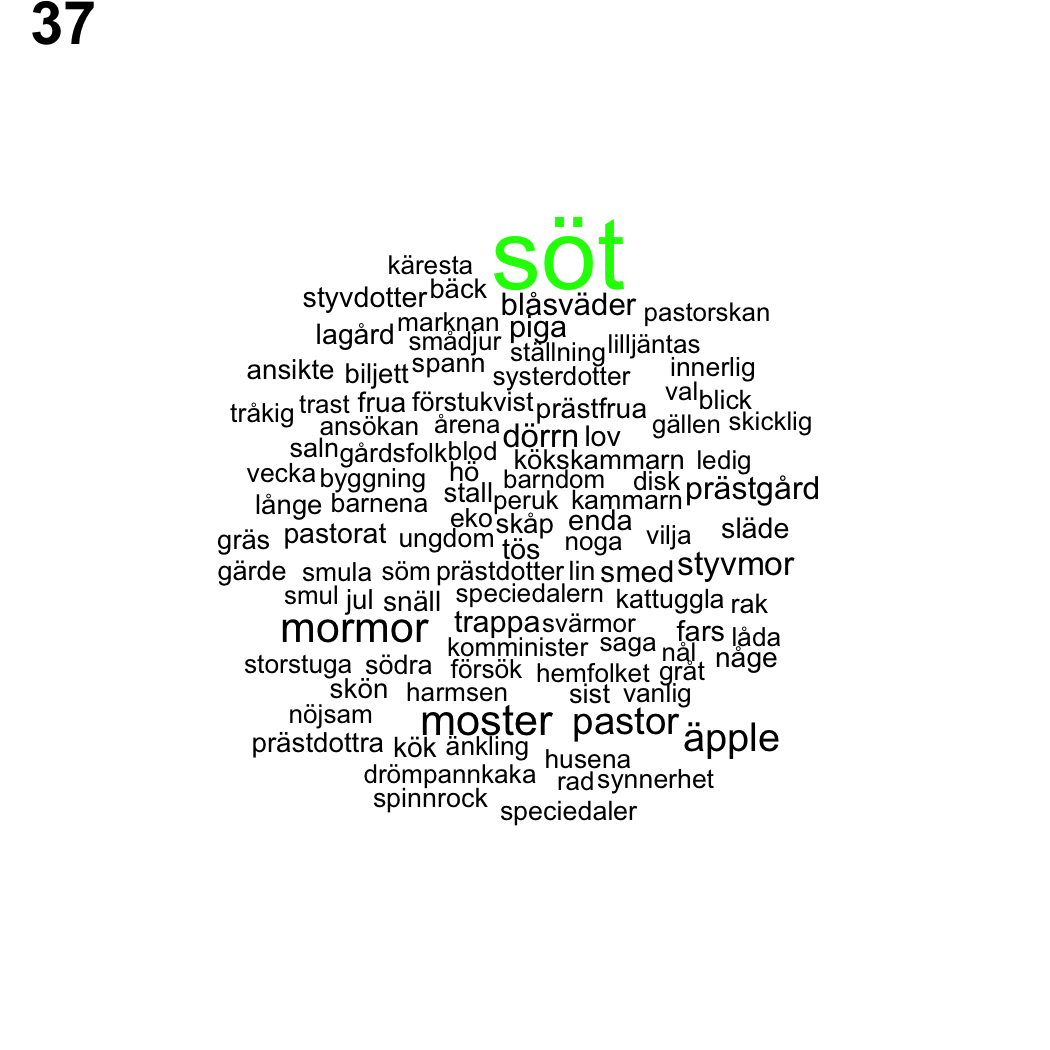 37
söt
käresta
styvdotter bäck
blåsväder pastorskan
lagård marknan piga
smådjur ställning lilljäntas
ansikte biljett spann systerdotter innerlig
tråkig trast frua förstukvist prästfrua val blick
ansökan årena dörrn lov gällen skicklig
saln gårdsfolk blod kökskammarn ledig
vecka byggning hö barndom disk prästgård
långe barnena stall peruk kammarn
gräs pastorat ungdom eko skåp enda vilja släde
tös noga
gärde smula söm prästdotter lin smed styvmor
smul jul snäll speciedalern kattuggla rak
mormor trappa svärmor fars låda
storstuga södra komminister saga nål någe
försök hemfolket gråt
skön harmsen sist vanlig
nöjsam moster pastor äpple
prästdottra kök änkling husena
drömpannkaka rad synnerhet
spinnrock speciedaler